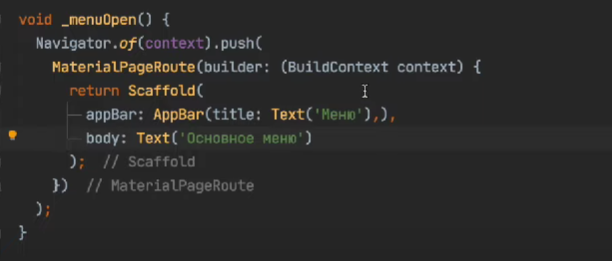 void _menuOpen() {
Navigator.of(context).push(
MaterialPageRoute(builder: (BuildContext context) {
return Scaffold(
appBar: AppBar(title: Text('Меню'),),
body: Text('Основное меню')
); // Scaffold
}) // MaterialPageRoute
);
}